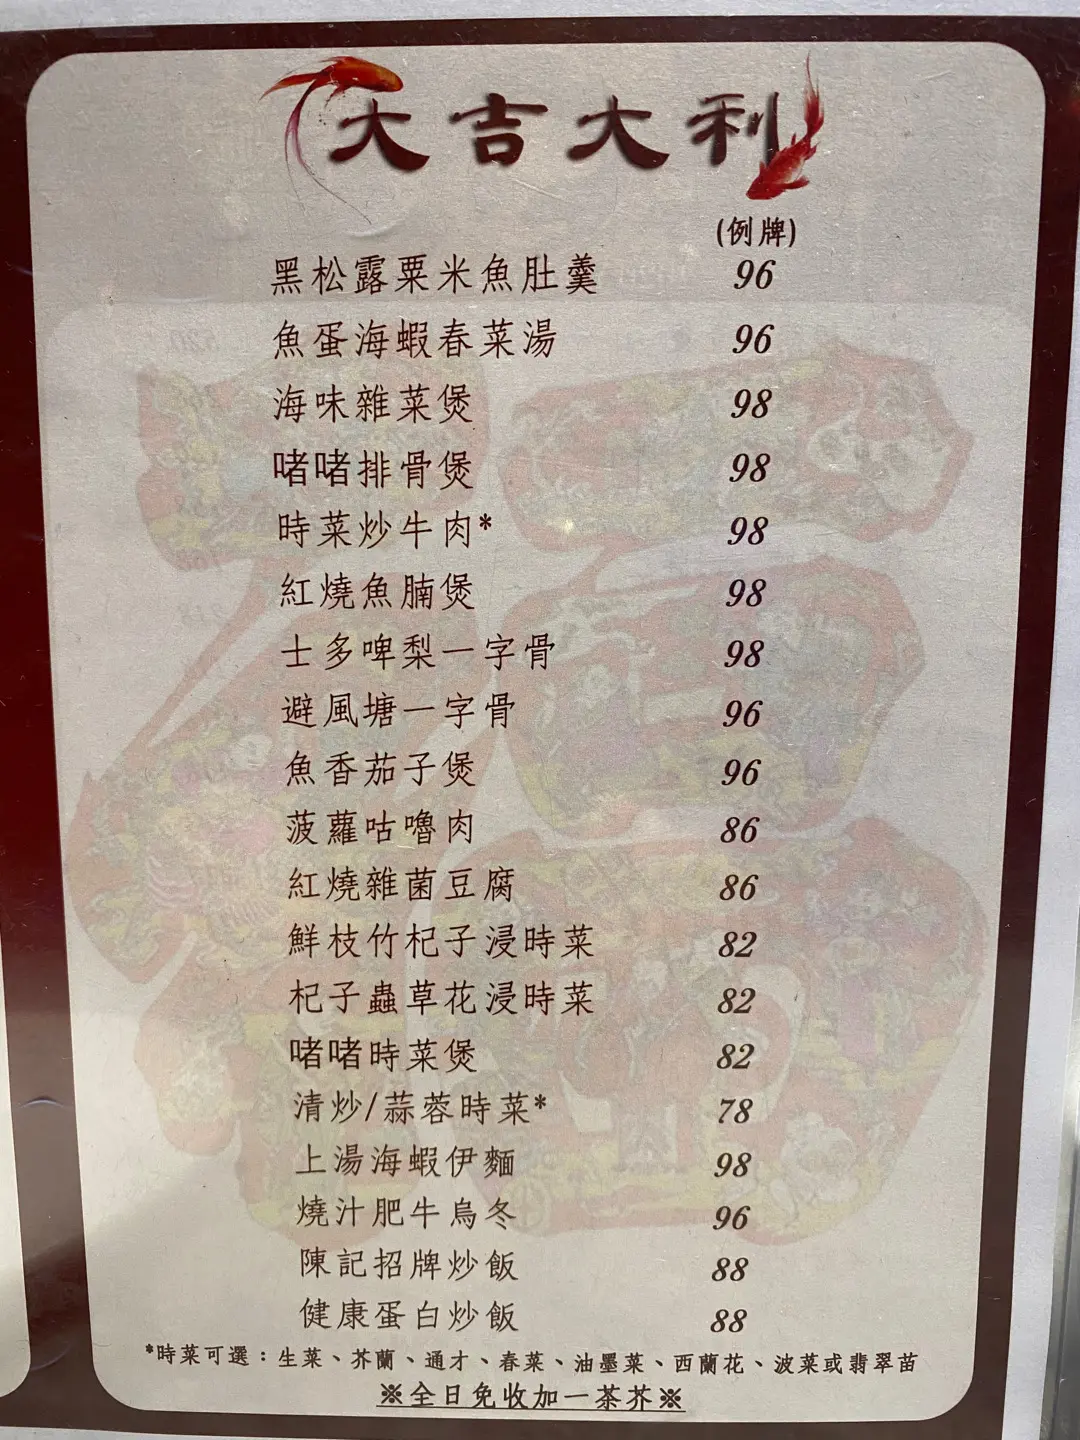 大吉大利
(例牌)
黑松露粟米魚肚羹 96
魚蛋海蝦春菜湯 96
海味雜菜煲 98
啫啫排骨煲 98
時菜炒牛肉* 98
紅燒魚腩煲 98
士多啤梨一字骨 98
避風塘一字骨 96
魚香茄子煲 96
菠蘿咕嚕肉 86
紅燒雜菌豆腐 86
鮮枝竹杞子浸時菜 82
杞子蟲草花浸時菜 82
啫啫時菜煲 82
清炒/蒜蓉時菜* 78
上湯海蝦伊麵 98
燒汁肥牛烏冬 96
陳記招牌炒飯 88
健康蛋白炒飯 88
*時菜可選：生菜、芥蘭、通才、春菜、油墨菜、西蘭花、波菜或翡翠苗
※全日免收加一茶芥※